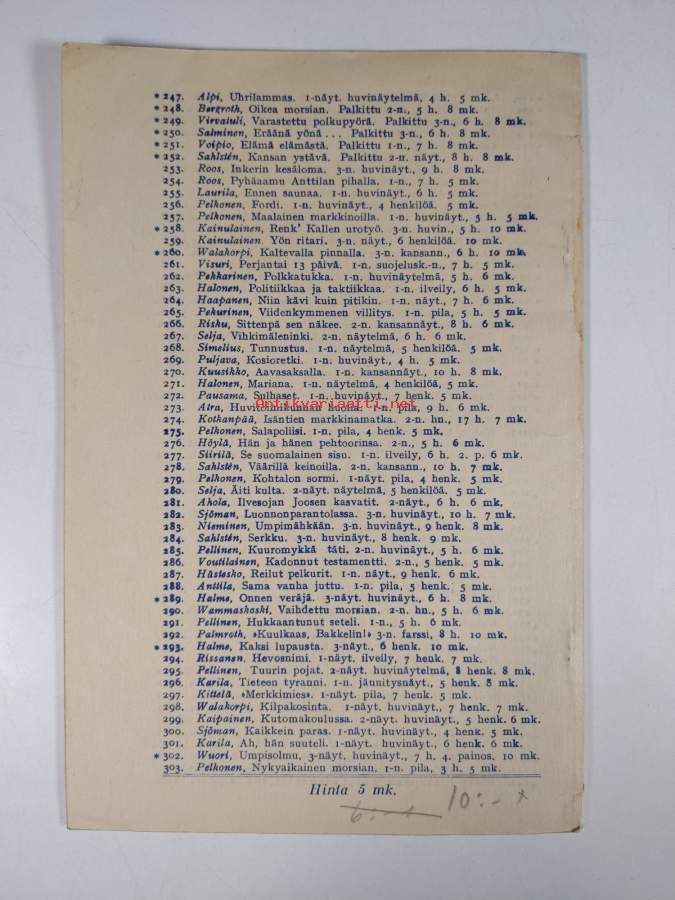 * 247. Alpi, Uhrilammas. 1-näyt. huvinäytelmä, 4 h. 5 mk.
* 248. Bergroth, Oikea morsian. Palkittu 2-n., 5 h. 8 mk.
* 249. Virvatuli, Varastettu polkupyörä. Palkittu 3-n., 6 h. 8 mk.
* 250. Salminen, Eräänä yönä... Palkittu 3-n., 6 h. 8 mk.
* 251. Voipio, Elämä elämästä. Palkittu 1-n., 7 h. 8 mk.
* 252. Sahlstén, Kansan ystävä. Palkittu 2-n. näyt., 8 h. 8 mk.
253. Roos, Inkerin kesäloma. 3-n. huvinäyt., 9 h. 8 mk.
254. Roos, Pyhäaamu Anttilan pihalla. 1-n., 7 h. 5 mk.
255. Laurila, Ennen saunaa. 1-n. huvinäyt., 5 h. 5 mk.
256. Pelkonen, Fordi. 1-n. huvinäyt., 4 henkilöä. 5 mk.
257. Pelkonen, Maalainen markkinoilla. 1-n. huvinäyt., 5 h. 5 mk.
* 258. Kainulainen, Renk' Kallen urotyö. 3-n. huvin., 5 h. 10 mk.
259. Kainulainen, Yön ritari. 3-n. näyt., 6 henkilöä. 10 mk.
* 260. Walakorpi, Kaltevalla pinnalla. 3-n. kansann., 6 h. 10 mk.
261. Visuri, Perjantai 13 päivä. 1-n. suojelusk.-n., 7 h. 5 mk.
262. Pekkarinen, Polkkatukka. 1-n. huvinäytelmä, 5 h. 6 mk.
263. Halonen, Politiikkaa ja taktiikkaa. 1-n. ilveily, 6 h. 5 mk.
264. Haapanen, Niin kävi kuin pitikin. 1-n. näyt., 7 h. 6 mk.
265. Pekurinen, Viidenkymmenen villitys. 1-n. pila, 5 h. 5 mk.
266. Risku, Sittenpä sen näkee. 2-n. kansannäyt., 8 h. 6 mk.
267. Selja, Vihkimäleninki. 2-n. näytelmä, 6 h. 6 mk.
268. Simelius, Tunnustus. 1-n. näytelmä, 5 henkilöä. 5 mk.
269. Puljava, Kosioretki. 1-n. huvinäyt., 4 h. 5 mk.
270. Kuusikko, Aavasaksalla. 1-n. kansannäyt., 10 h. 8 mk.
271. Halonen, Mariana. 1-n. näytelmä, 4 henkilöä, 5 mk.
272. Pausama, Sulhaset. 1-n. huvinäyt., 7 henk. 5 mk.
273. Aira, Huvitoimikunnan huolia. 1-n. pila, 9 h. 6 mk.
274. Kotkanpää, Isäntien markkinamatka. 2-n. hn., 17 h. 7 mk.
275. Pelkonen, Salapoliisi. 1-n. pila, 4 henk. 5 mk.
276. Höylä, Hän ja hänen pehtoorinsa. 2-n., 5 h. 6 mk.
277. Siirilä, Se suomalainen sisu. 1-n. ilveily, 6 h. 2. p. 6 mk.
278. Sahlstén, Väärillä keinoilla. 2-n. kansann., 10 h. 7 mk.
279. Pelkonen, Kohtalon sormi. 1-näyt. pila, 4 henk. 5 mk.
280. Selja, Äiti kulta. 2-näyt. näytelmä, 5 henkilöä. 5 mk.
281. Ahola, Ilvesojan Joosen kasvatit. 2-näyt., 6 h. 6 mk.
282. Sjöman, Luonnonparantolassa. 3-n. huvinäyt., 10 h. 7 mk.
283. Nieminen, Umpimähkään. 3-n. huvinäyt., 9 henk. 8 mk.
284. Sahlstén, Serkku. 3-n. huvinäyt., 8 henk. 9 mk.
285. Pellinen, Kuuromykkä täti. 2-n. huvinäyt., 5 h. 6 mk.
286. Voutilainen, Kadonnut testamentti. 2-n., 5 henk. 5 mk.
287. Hästesko, Reilut pelkurit. 1-n. näyt., 9 henk. 6 mk.
288. Anttila, Sama vanha juttu. 1-n. pila, 5 henk. 5 mk.
* 289. Halme, Onnen veräjä. 3-näyt. huvinäyt., 6 h. 8 mk.
290. Wammaskoski, Vaihdettu morsian. 2-n. hn., 5 h. 6 mk.
291. Pellinen, Hukkaantunut seteli. 1-n., 5 h. 6 mk.
292. Palmroth, »Kuulkaas, Bakkelin!» 3-n. farssi, 8 h. 10 mk.
* 293. Halme, Kaksi lupausta. 3-näyt., 6 henk. 10 mk.
294. Rissanen, Hevosnimi. 1-näyt. ilveily, 7 henk. 7 mk.
295. Pellinen, Tuurin pojat. 2-näyt. huvinäytelmä, 8 henk. 8 mk.
296. Karila, Tieteen tyranni. 1-n. jännitysnäyt., 5 henk. 8 mk.
297. Kittelä, »Merkkimies». 1-näyt. pila, 7 henk. 5 mk.
298. Walakorpi, Kilpakosinta. 1-näyt. huvinäyt., 7 henk. 7 mk.
299. Kaipainen, Kutomakoulussa. 2-näyt. huvinäyt., 5 henk. 6 mk.
300. Sjöman, Kaikkein paras. 1-näyt. huvinäyt., 4 henk. 5 mk.
301. Karila, Ah, hän suuteli. 1-n. huvinäyt., 6 henk. 6 mk.
* 302. Wuori, Umpisolmu, 3-näyt. huvinäyt., 7 h. 4. painos. 10 mk.
303. Pelkonen, Nykyaikainen morsian. 1-n. pila, 3 h. 5 mk.
Antikvariaatti.net
Hinta 5 mk.
10:- x